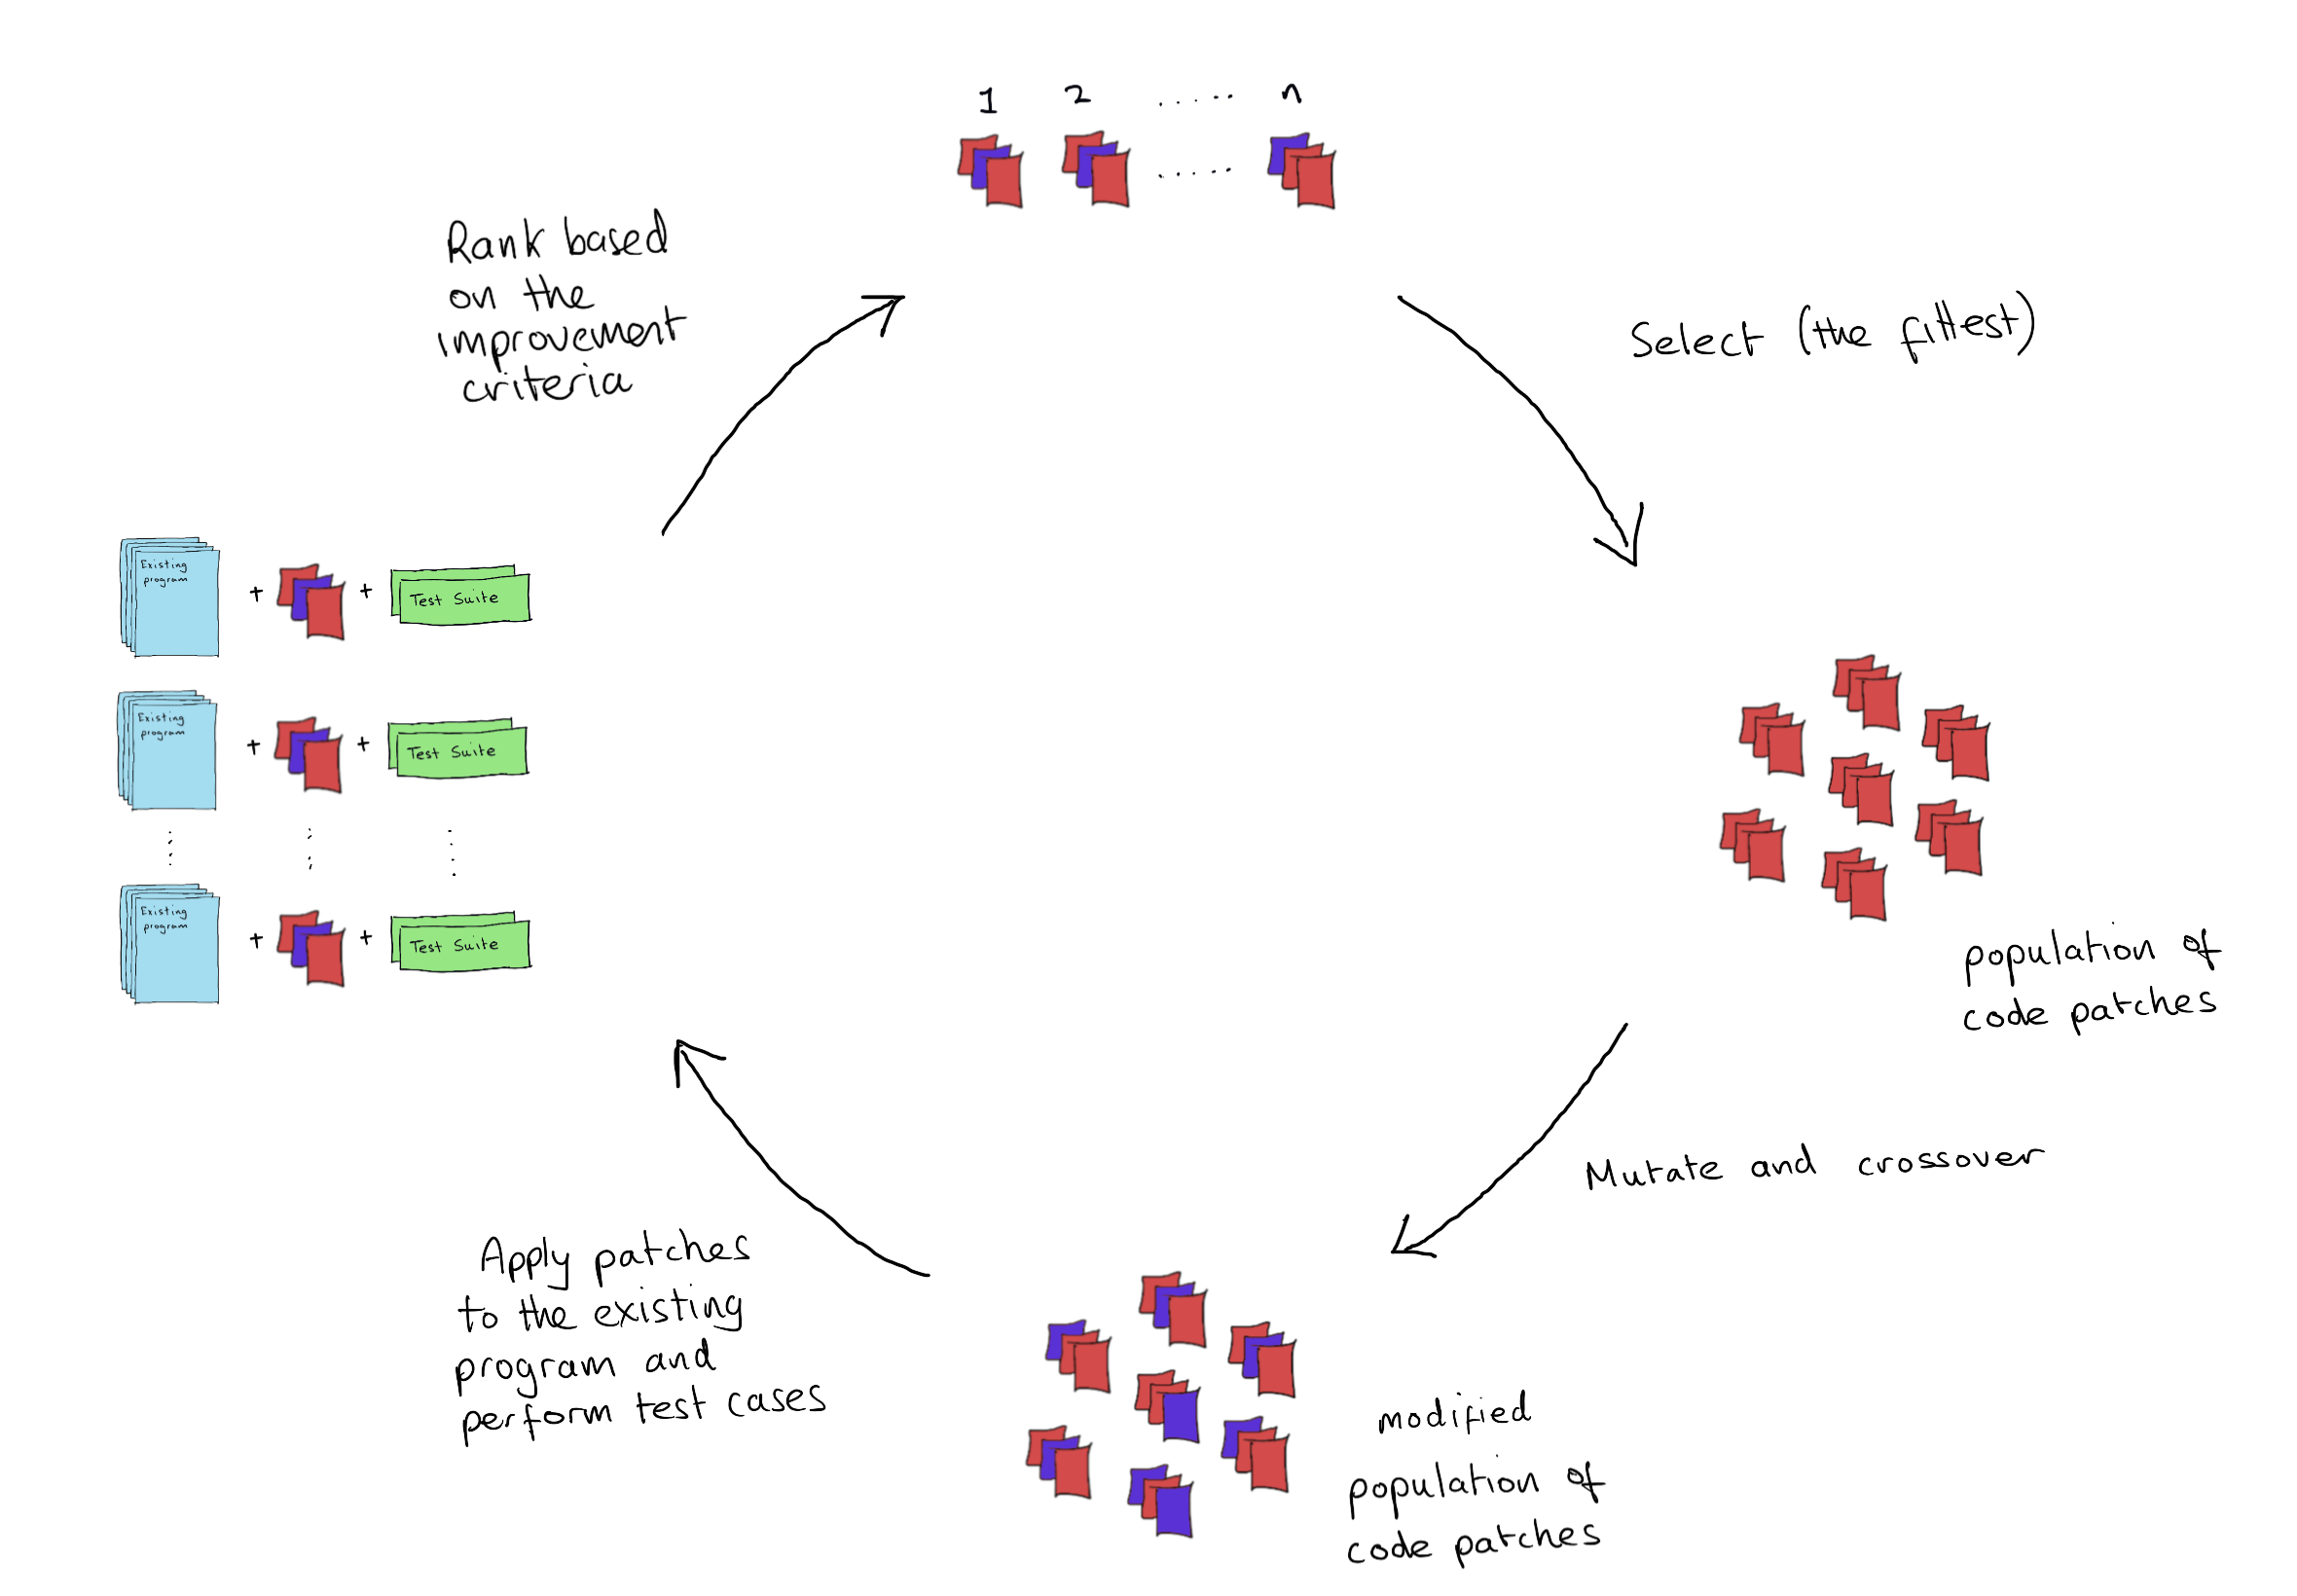 1 2 ...... n
.....
Rank based
on the
improvement
criteria
Select (the fittest)
Existing
program
+ + Test Suite
Existing
program
+ + Test Suite
Existing
program
+ + Test Suite
population of
code patches
Mutate and crossover
Apply patches
to the existing
program and
perform test cases
modified
population of
code patches